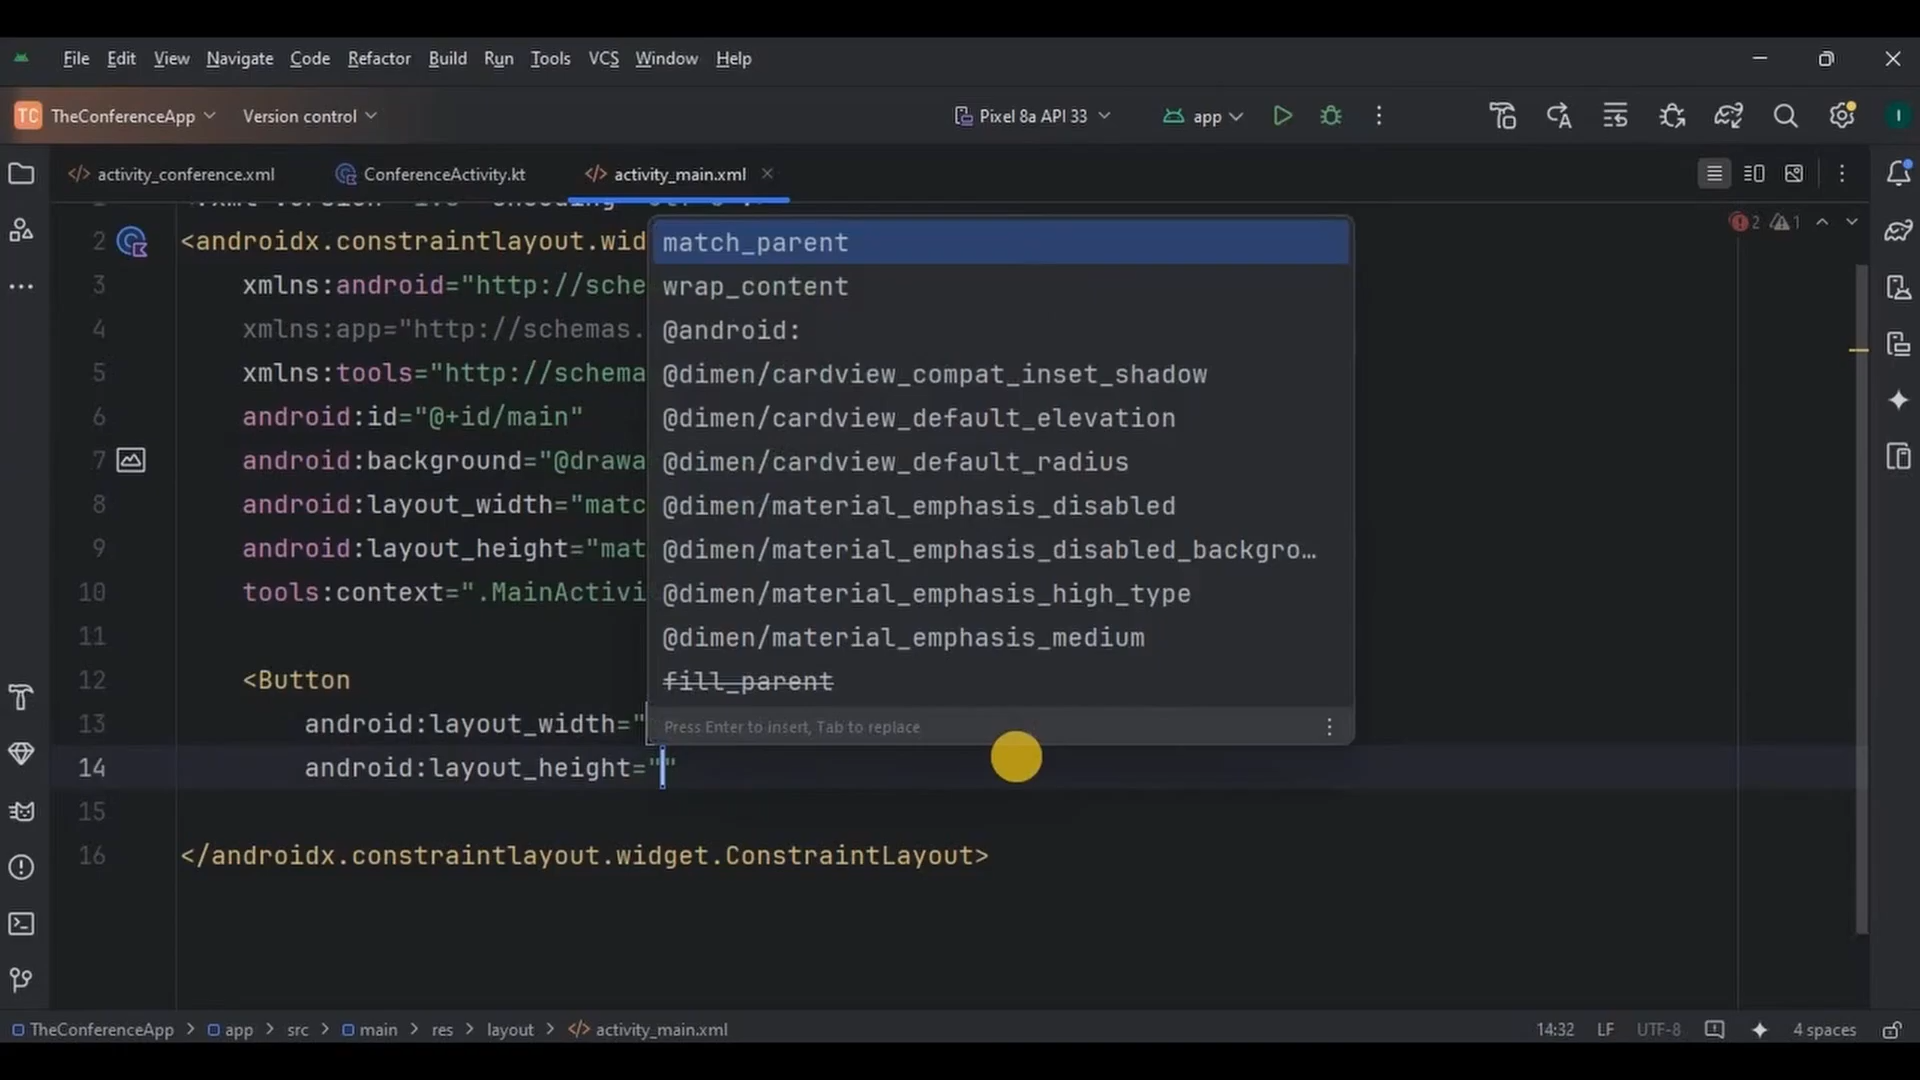 File Edit View Navigate Code Refactor Build Run Tools VCS Window Help
TC TheConferenceApp Version control Pixel 8a API 33 app I
</> activity_conference.xml ConferenceActivity.kt </> activity_main.xml
2 <androidx.constraintlayout.wid 2 1
3 xmlns:android="http://sche
4 xmlns:app="http://schemas.
5 xmlns:tools="http://schema
6 android:id="@+id/main"
7 android:background="@drawa
8 android:layout_width="matc
9 android:layout_height="mat
10 tools:context=".MainActivi
11
12 <Button
13 android:layout_width="
14 android:layout_height=""
15
16 </androidx.constraintlayout.widget.ConstraintLayout>
match_parent
wrap_content
@android:
@dimen/cardview_compat_inset_shadow
@dimen/cardview_default_elevation
@dimen/cardview_default_radius
@dimen/material_emphasis_disabled
@dimen/material_emphasis_disabled_backgro…
@dimen/material_emphasis_high_type
@dimen/material_emphasis_medium
fill_parent
Press Enter to insert, Tab to replace
TheConferenceApp > app > src > main > res > layout > </> activity_main.xml 14:32 LF UTF-8 4 spaces